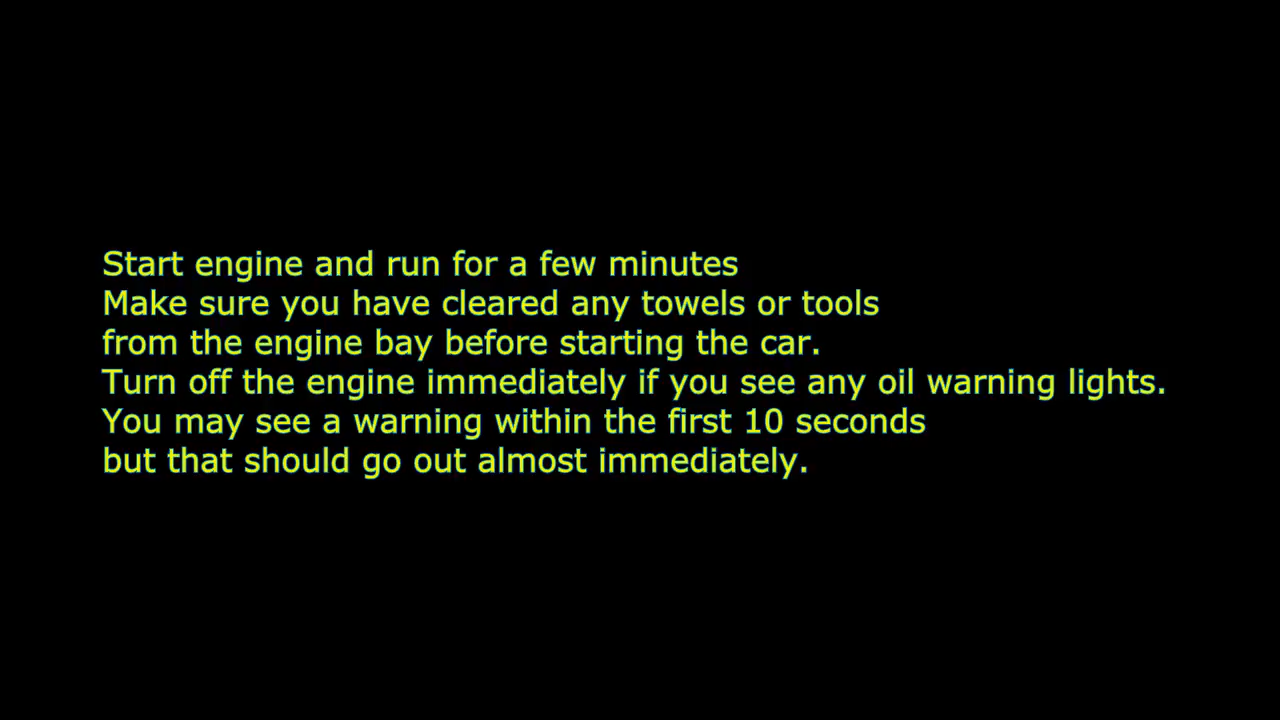 Start engine and run for a few minutes
Make sure you have cleared any towels or tools
from the engine bay before starting the car.
Turn off the engine immediately if you see any oil warning lights.
You may see a warning within the first 10 seconds
but that should go out almost immediately.